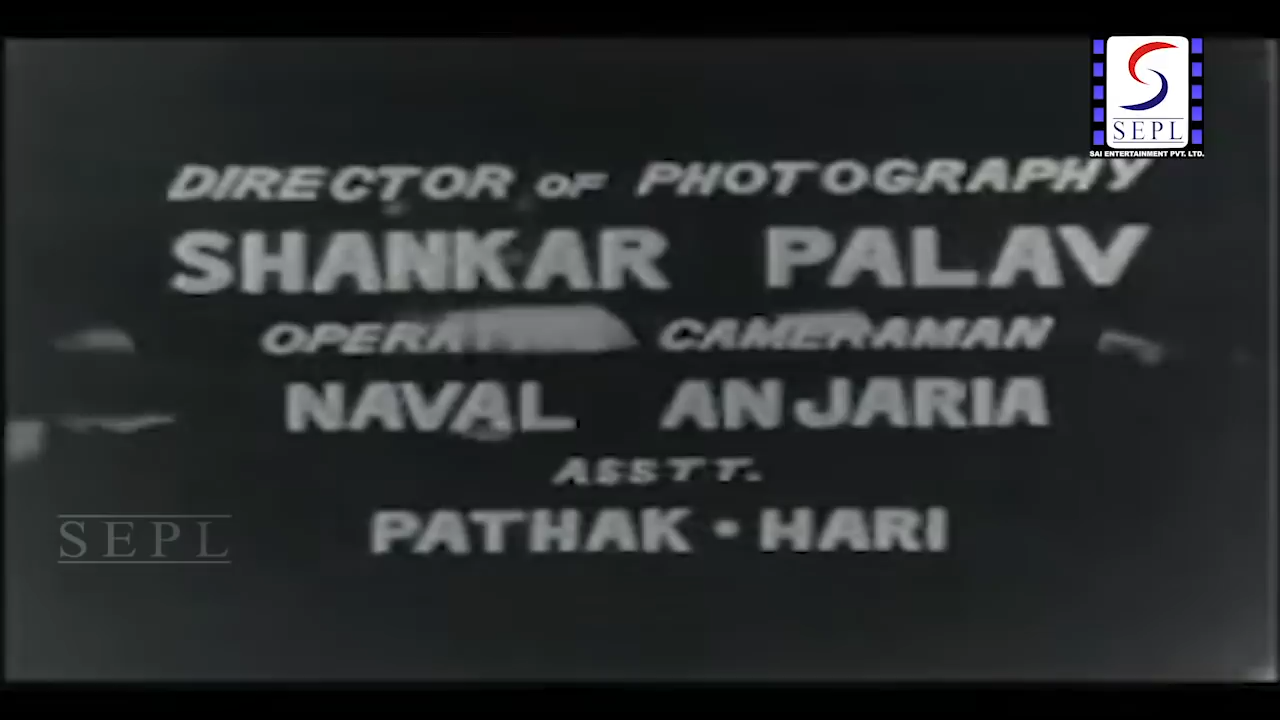 SEPL
SAI ENTERTAINMENT PVT. LTD.
DIRECTOR OF PHOTOGRAPHY
SHANKAR PALAV
CAMERAMAN
NAVAL ANJARIA
ASSTT.
PATHAK • HARI
SEPL